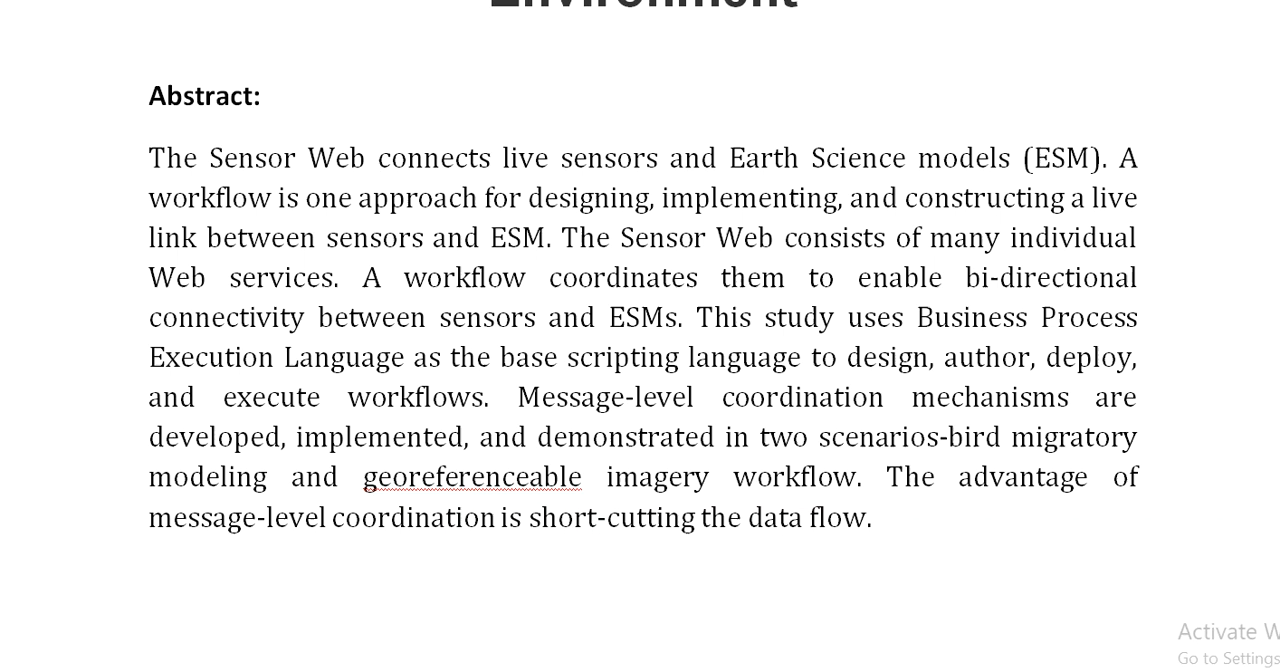 Environment
Abstract:
The Sensor Web connects live sensors and Earth Science models (ESM). A
workflow is one approach for designing, implementing, and constructing a live
link between sensors and ESM. The Sensor Web consists of many individual
Web services. A workflow coordinates them to enable bi-directional
connectivity between sensors and ESMs. This study uses Business Process
Execution Language as the base scripting language to design, author, deploy,
and execute workflows. Message-level coordination mechanisms are
developed, implemented, and demonstrated in two scenarios-bird migratory
modeling and georeferenceable imagery workflow. The advantage of
message-level coordination is short-cutting the data flow.
Activate W
Go to Settings